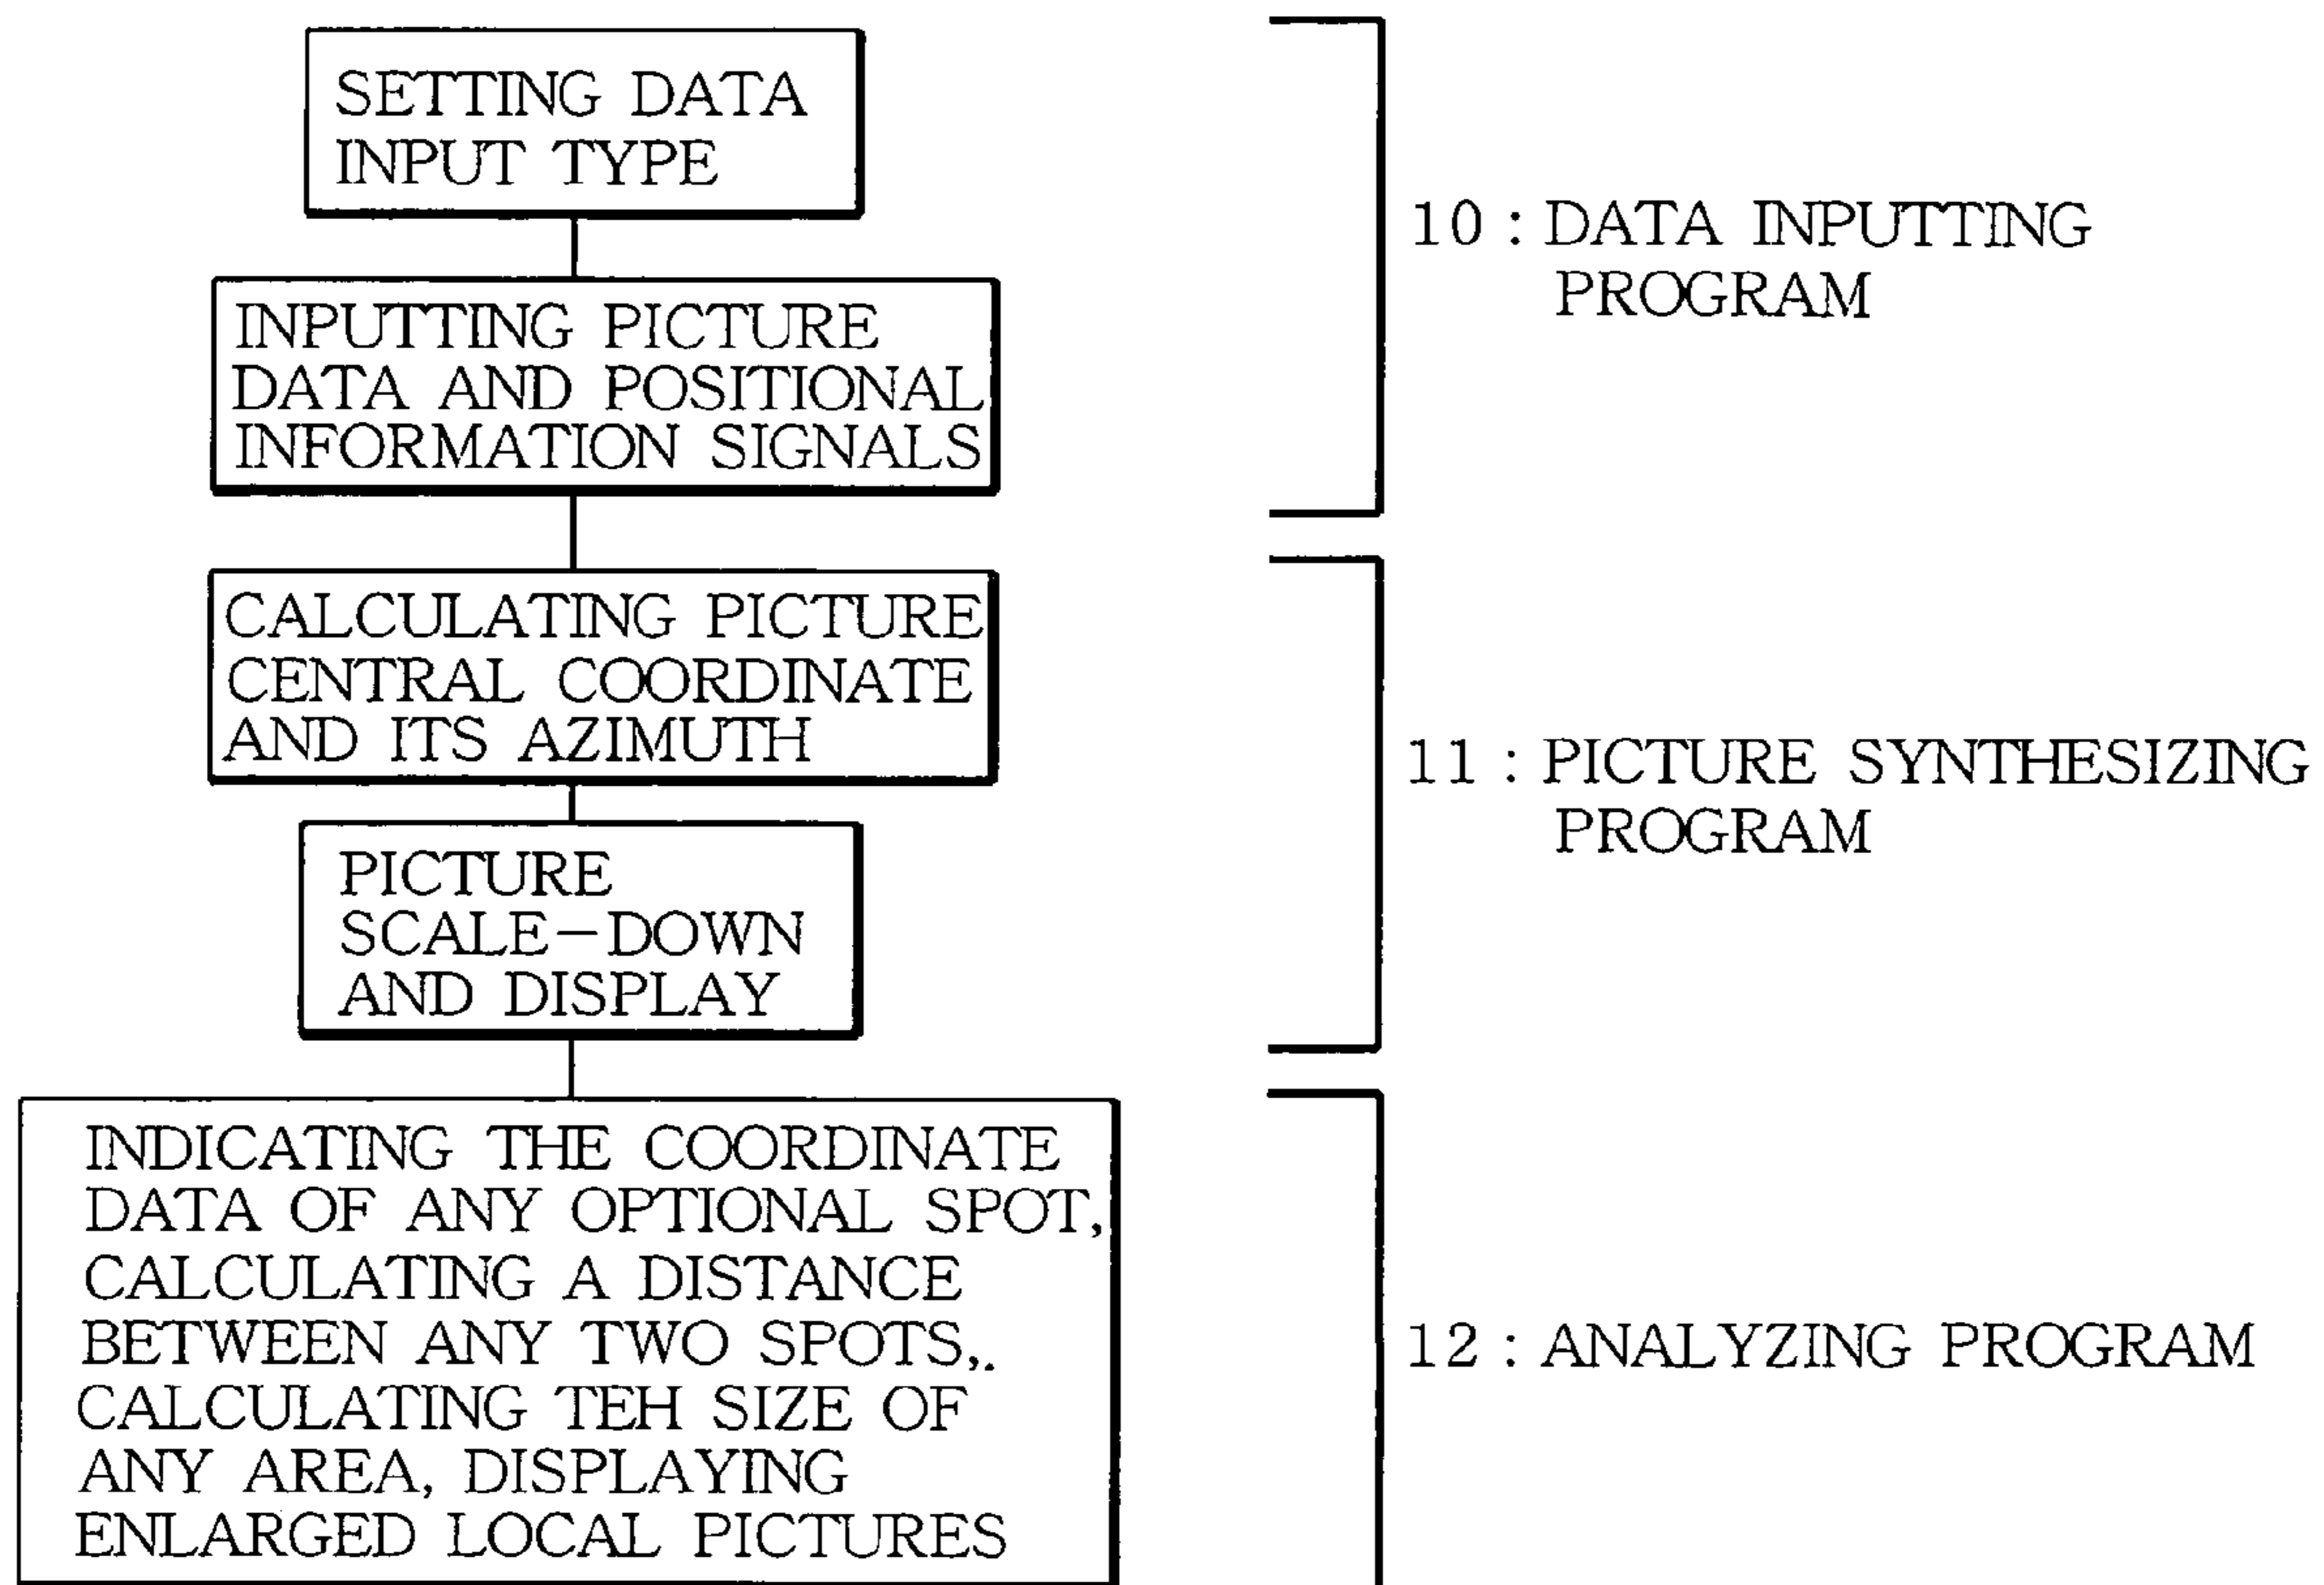 SETTING DATA
INPUT TYPE
INPUTTING PICTURE
DATA AND POSITIONAL
INFORMATION SIGNALS
CALCULATING PICTURE
CENTRAL COORDINATE
AND ITS AZIMUTH
PICTURE
SCALE-DOWN
AND DISPLAY
INDICATING THE COORDINATE
DATA OF ANY OPTIONAL SPOT,
CALCULATING A DISTANCE
BETWEEN ANY TWO SPOTS,.
CALCULATING TEH SIZE OF
ANY AREA, DISPLAYING
ENLARGED LOCAL PICTURES
10 : DATA INPUTTING
PROGRAM
11 : PICTURE SYNTHESIZING
PROGRAM
12 : ANALYZING PROGRAM